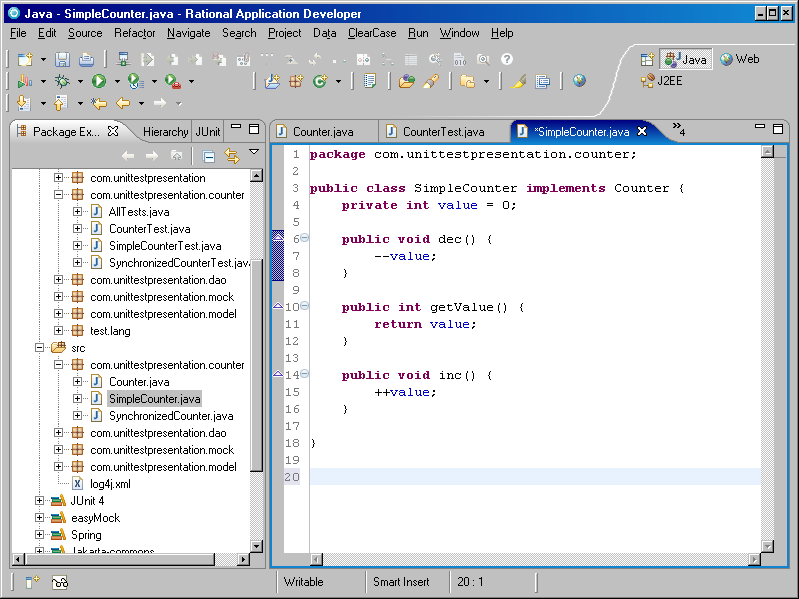 Java - SimpleCounter.java - Rational Application Developer
File Edit Source Refactor Navigate Search Project Data ClearCase Run Window Help
Java Web
J2EE
Package Ex... Hierarchy JUnit
Counter.java CounterTest.java *SimpleCounter.java »4
com.unittestpresentation
com.unittestpresentation.counter
AllTests.java
CounterTest.java
SimpleCounterTest.java
SynchronizedCounterTest.java
com.unittestpresentation.dao
com.unittestpresentation.mock
com.unittestpresentation.model
test.lang
src
com.unittestpresentation.counter
Counter.java
SimpleCounter.java
SynchronizedCounter.java
com.unittestpresentation.dao
com.unittestpresentation.mock
com.unittestpresentation.model
log4j.xml
JUnit 4
easyMock
Spring
Jakarta-commons
1 package com.unittestpresentation.counter;
2
3 public class SimpleCounter implements Counter {
4 private int value = 0;
5
6 public void dec() {
7 --value;
8 }
9
10 public int getValue() {
11 return value;
12 }
13
14 public void inc() {
15 ++value;
16 }
17
18 }
19
20
Writable Smart Insert 20 : 1